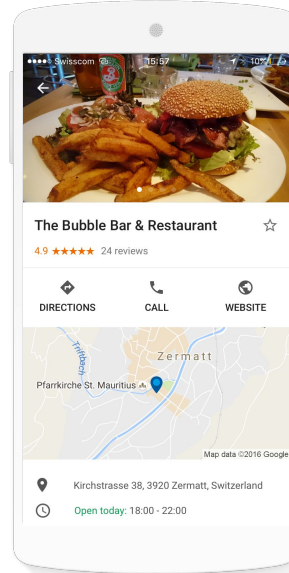 Swisscom 15:57 10%
The Bubble Bar & Restaurant
4.9 24 reviews
DIRECTIONS CALL WEBSITE
Triftbach
Zermatt
Pfarrkirche St. Mauritius
Map data ©2016 Google
Kirchstrasse 38, 3920 Zermatt, Switzerland
Open today: 18:00 - 22:00